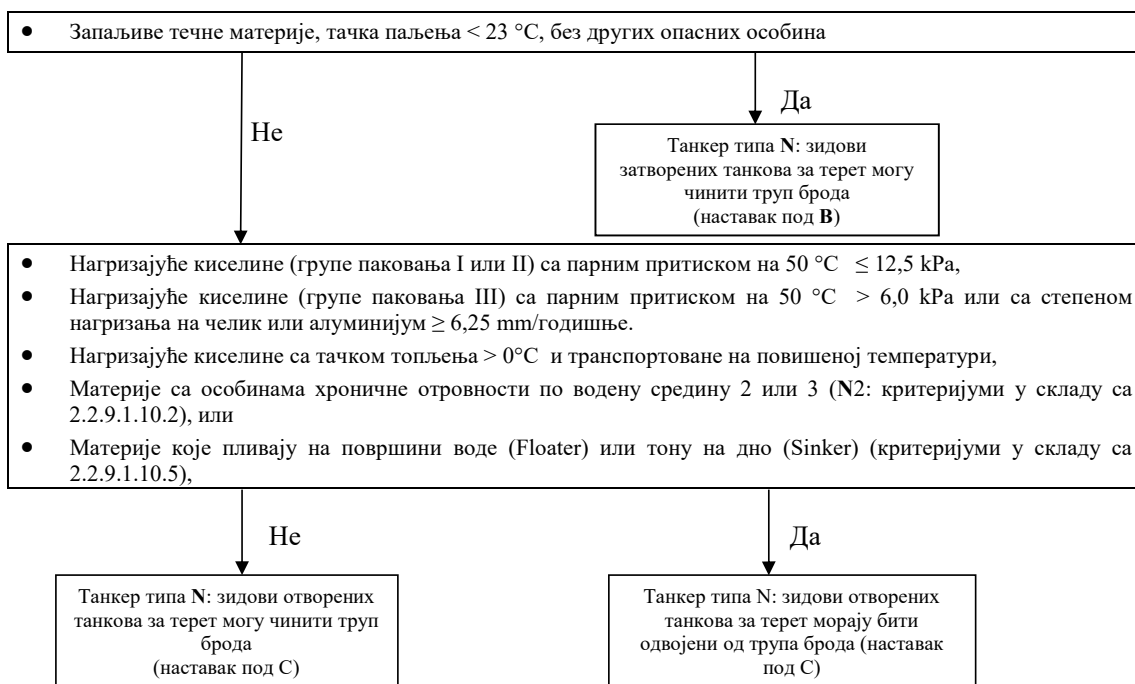 • Запаљиве течне материје, тачка паљења < 23 °C, без других опасних особина
Не
Да
Танкер типа N: зидови
затворених танкова за терет могу
чинити труп брода
(наставак под B)
• Нагризајуће киселине (групе паковања I или II) са парним притиском на 50 °C ≤ 12,5 kPa,
• Нагризајуће киселине (групе паковања III) са парним притиском на 50 °C > 6,0 kPa или са степеном
нагризања на челик или алуминијум ≥ 6,25 mm/годишње.
• Нагризајуће киселине са тачком топљења > 0°C и транспортоване на повишеној температури,
• Материје са особинама хроничне отровности по водену средину 2 или 3 (N2: критеријуми у складу са
2.2.9.1.10.2), или
• Материје које пливају на површини воде (Floater) или тону на дно (Sinker) (критеријуми у складу са
2.2.9.1.10.5),
Не
Да
Танкер типа N: зидови отворених
танкова за терет могу чинити труп
брода
(наставак под C)
Танкер типа N: зидови отворених
танкова за терет морају бити
одвојени од трупа брода (наставак
под C)